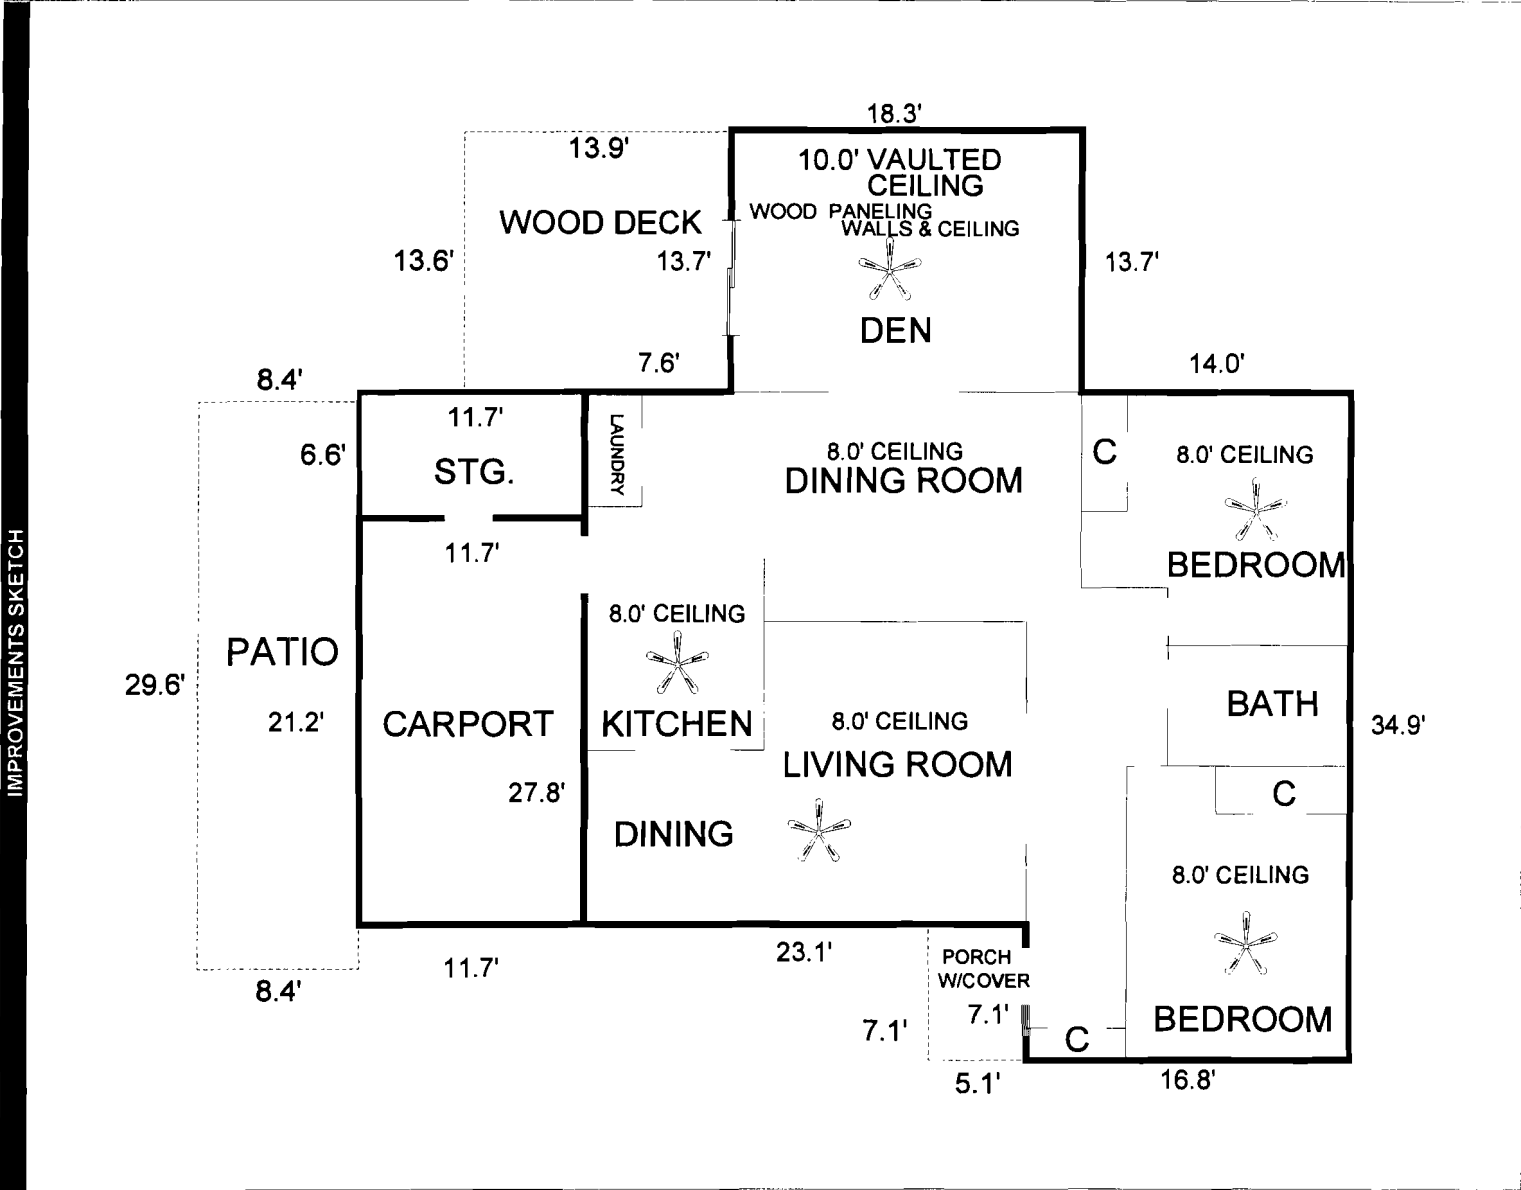 IMPROVEMENTS SKETCH
18.3'
13.9'
10.0' VAULTED
CEILING
WOOD PANELING
WALLS & CEILING
WOOD DECK
13.6'
13.7'
13.7'
DEN
7.6'
14.0'
8.4'
11.7'
6.6'
STG.
LAUNDRY
8.0' CEILING
DINING ROOM
C
8.0' CEILING
BEDROOM
11.7'
8.0' CEILING
PATIO
29.6'
21.2'
CARPORT
KITCHEN
8.0' CEILING
LIVING ROOM
BATH
34.9'
27.8'
C
DINING
8.0' CEILING
23.1'
PORCH
W/COVER
11.7'
8.4'
7.1'
7.1'
C
BEDROOM
5.1'
16.8'